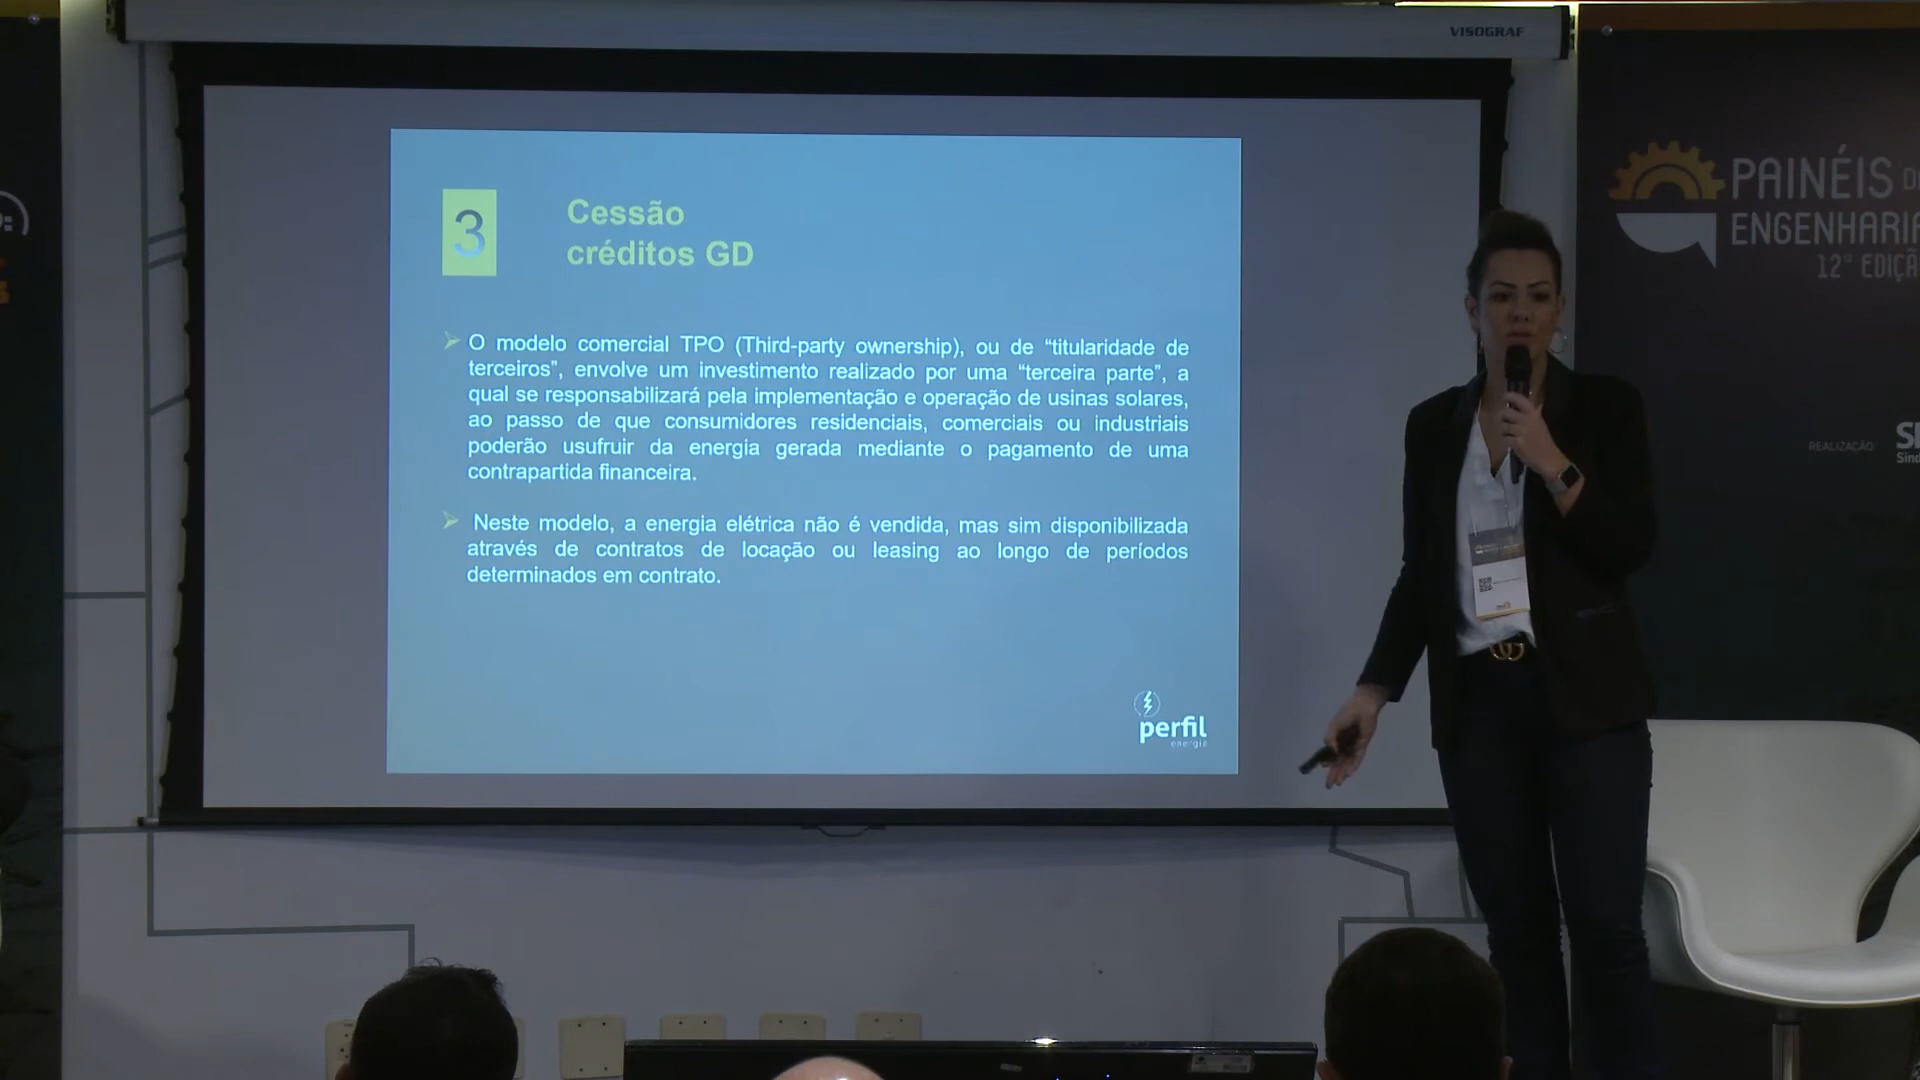 VISOGRAF
3
Cessão
créditos GD
➢ O modelo comercial TPO (Third-party ownership), ou de “titularidade de
terceiros”, envolve um investimento realizado por uma “terceira parte”, a
qual se responsabilizará pela implementação e operação de usinas solares,
ao passo de que consumidores residenciais, comerciais ou industriais
poderão usufruir da energia gerada mediante o pagamento de uma
contrapartida financeira.
➢ Neste modelo, a energia elétrica não é vendida, mas sim disponibilizada
através de contratos de locação ou leasing ao longo de períodos
determinados em contrato.
perfil
energia
PAINÉIS
ENGENHARIA
12ª EDIÇÃ
REALIZAÇÃO
Sind